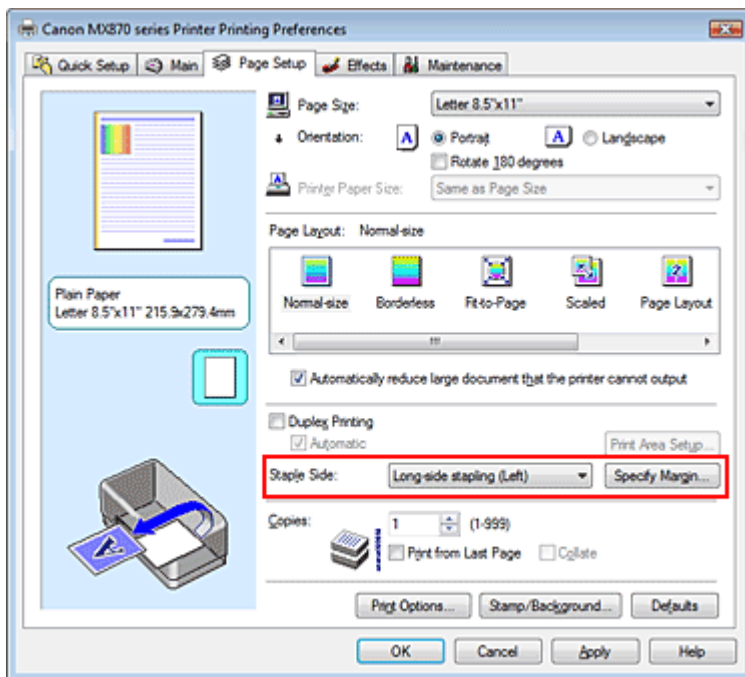 Canon MX870 series Printer Printing Preferences
Quick Setup Main Page Setup Effects Maintenance
Page Size: Letter 8.5"x11"
Orientation: A Portrait A Landscape
Rotate 180 degrees
Printer Paper Size: Same as Page Size
Page Layout: Normal-size
Normal-size Borderless Fit-to-Page Scaled Page Layout
Plain Paper
Letter 8.5"x11" 215.9x279.4mm
Automatically reduce large document that the printer cannot output
Duplex Printing
Automatic Print Area Setup...
Staple Side: Long-side stapling (Left) Specify Margin...
Copies: 1 (1-999)
Print from Last Page Collate
Print Options... Stamp/Background... Defaults
OK Cancel Apply Help